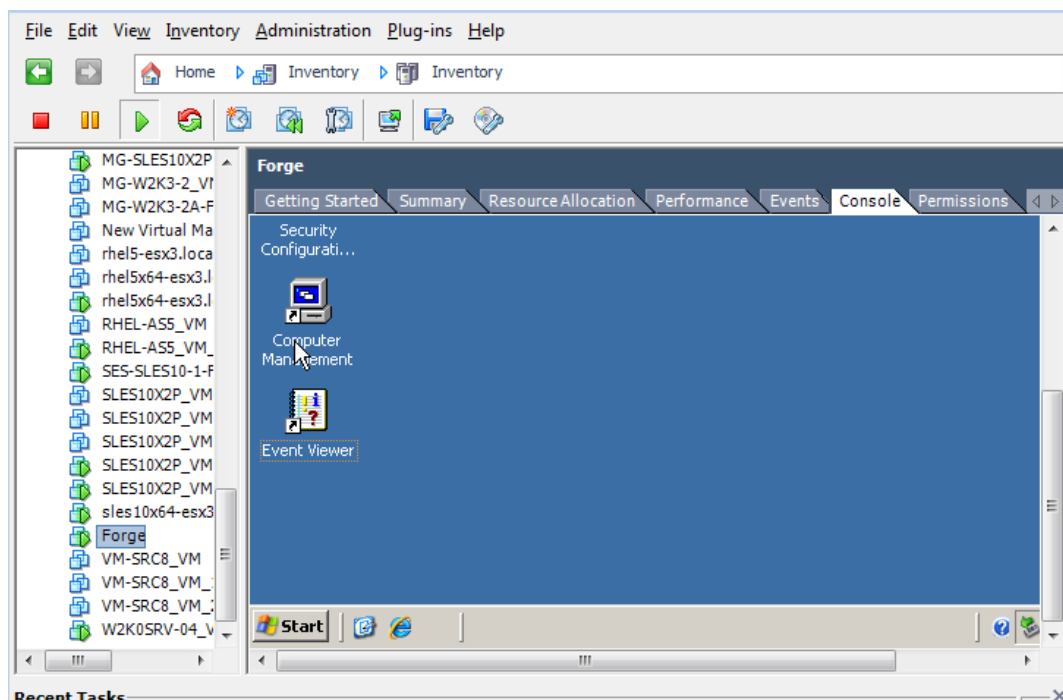 File Edit View Inventory Administration Plug-ins Help
Home Inventory Inventory
MG-SLES10X2P
MG-W2K3-2_VM
MG-W2K3-2A-F
New Virtual Ma
rhel5-esx3.loca
rhel5x64-esx3.l
rhel5x64-esx3.l
RHEL-AS5_VM
RHEL-AS5_VM_
SES-SLES10-1-F
SLES10X2P_VM
SLES10X2P_VM
SLES10X2P_VM
SLES10X2P_VM
SLES10X2P_VM
sles10x64-esx3
Forge
VM-SRC8_VM
VM-SRC8_VM_
VM-SRC8_VM_2
W2K0SRV-04_V
Forge
Getting Started Summary Resource Allocation Performance Events Console Permissions
Security
Configurati...
Computer
Management
Event Viewer
Start
Recent Tasks